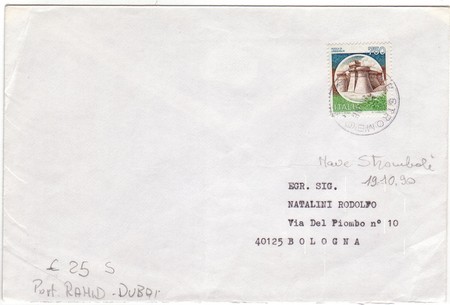 ITALIA
Nave Stromboli
19.10.90
EGR. SIG.
NATALINI RODOLFO
Via Del Piombo n° 10
40125 BOLOGNA
£ 25 S
Port RAHID - DUBAI